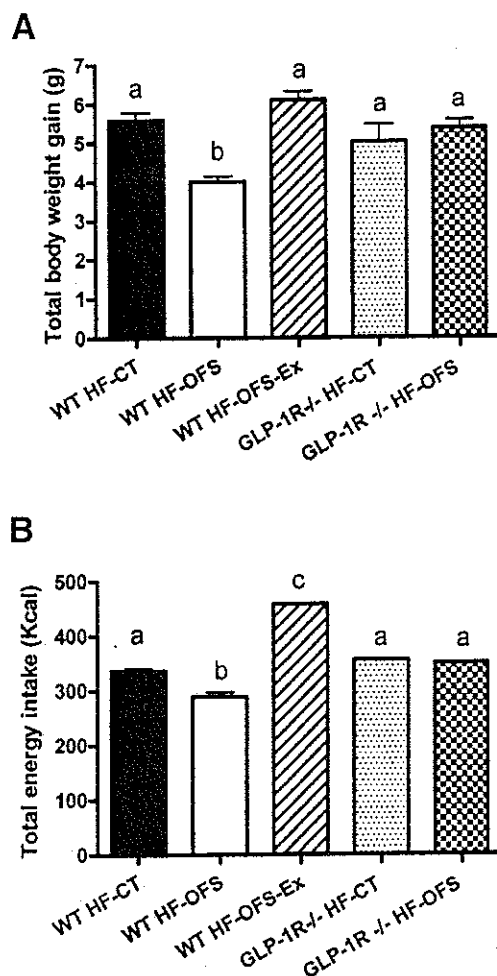 A
Total body weight gain (g)
7
6
5
4
3
2
1
0
a
b
a
a
a
WT HF-CT
WT HF-OFS
WT HF-OFS-Ex
GLP-1R-/- HF-CT
GLP-1R -/- HF-OFS
B
Total energy intake (Kcal)
500
400
300
200
100
0
a
b
c
a
a
WT HF-CT
WT HF-OFS
WT HF-OFS-Ex
GLP-1R-/- HF-CT
GLP-1R -/- HF-OFS